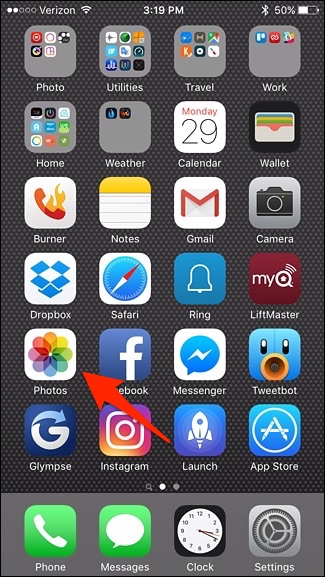 Verizon 3:19 PM 50%
Photo Utilities Travel Work
Monday
29
Home Weather Calendar Wallet
Burner Notes Gmail Camera
myQ
Dropbox Safari Ring LiftMaster
Photos ebook Messenger Tweetbot
Glympse Instagram Launch App Store
Phone Messages Clock Settings